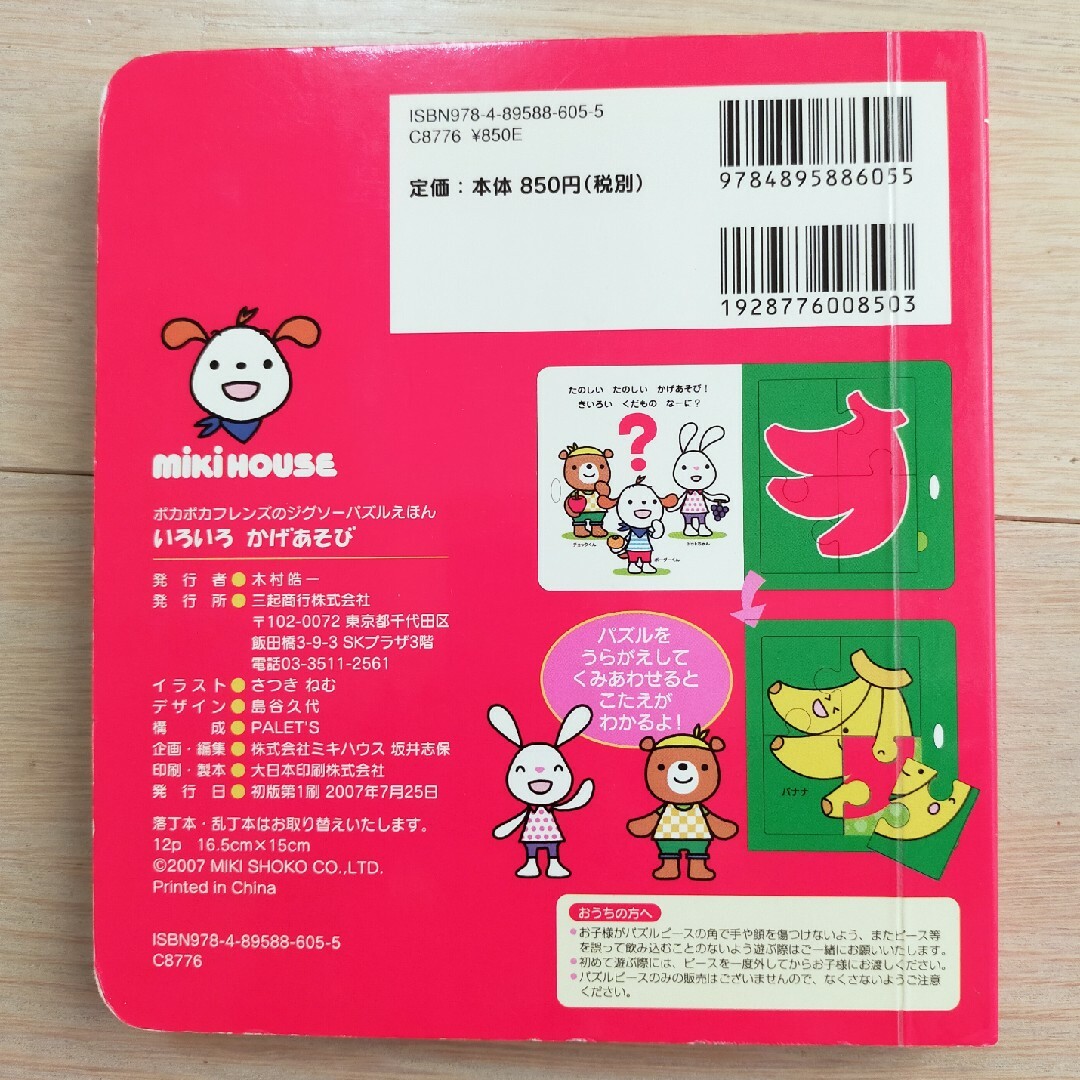 ISBN978-4-89588-605-5
C8776 ¥850E
定価：本体 850円(税別)
9784895886055
1928776008503
miki HOUSE
ポカポカフレンズのジグソーパズルえほん
いろいろ かげあそび
発行者●木村皓一
発行所●三起商行株式会社
〒102-0072 東京都千代田区
飯田橋3-9-3 SKプラザ3階
電話03-3511-2561
イラスト●さつき ねむ
デザイン●島谷久代
構成●PALET'S
企画・編集●株式会社ミキハウス 坂井志保
印刷・製本●大日本印刷株式会社
発行日●初版第1刷 2007年7月25日
落丁本・乱丁本はお取り替えいたします。
12p 16.5cm×15cm
©2007 MIKI SHOKO CO.,LTD.
Printed in China
ISBN978-4-89588-605-5
C8776
たのしい たのしい かげあそび！
きいろい くだもの なーに？
?
チェックくん
ボーダーくん
パズルを
うらがえして
くみあわせると
こたえが
わかるよ！
バナナ
おうちの方へ
●お子様がパズルピースの角で手や顔を傷つけないよう、またピース等
を誤って飲み込むことのないよう遊ぶ際はご一緒にお願いいたします。
●初めて遊ぶ際には、ピースを一度外してからお子様にお渡しください。
●パズルピースのみの販売はございませんので、なくさないようご注意
ください。